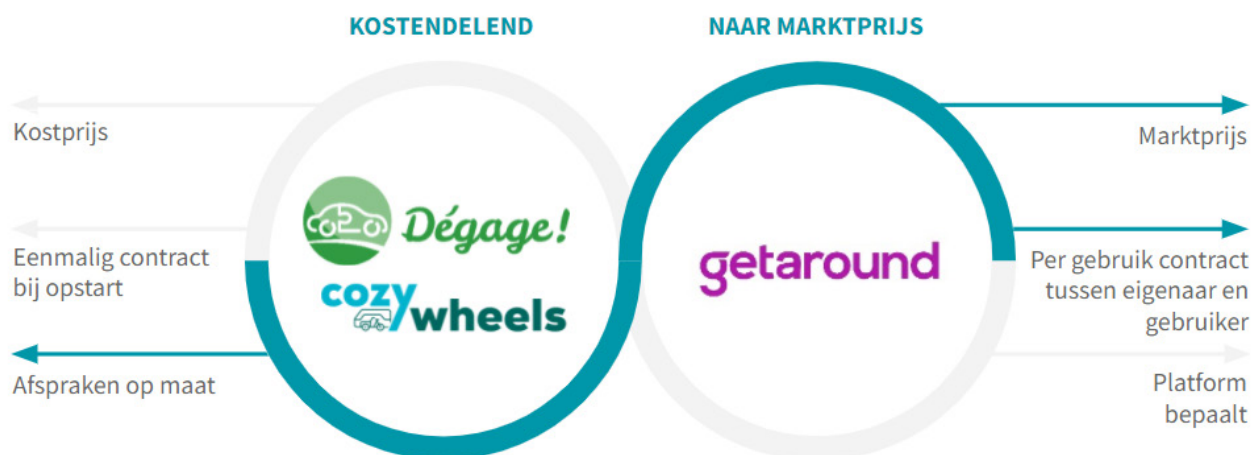 KOSTENDELEND
NAAR MARKTPRIJS
Kostprijs
Eenmalig contract
bij opstart
Afspraken op maat
Dégage!
cozy
wheels
getaround
Marktprijs
Per gebruik contract
tussen eigenaar en
gebruiker
Platform
bepaalt